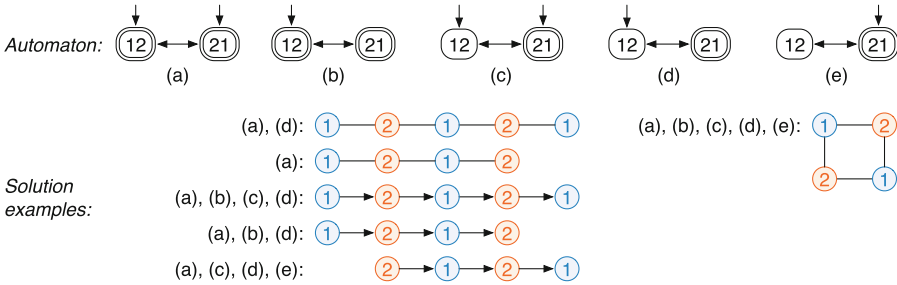 Automaton: 12 21 12 21 12 21 12 21 12 21
(a) (b) (c) (d) (e)
(a), (d): 1 2 1 2 1
(a), (b), (c), (d), (e): 1 2
(a): 1 2 1 2
2 1
Solution examples:
(a), (b), (c), (d): 1 2 1 2 1
(a), (b), (d): 1 2 1 2
(a), (c), (d), (e): 2 1 2 1